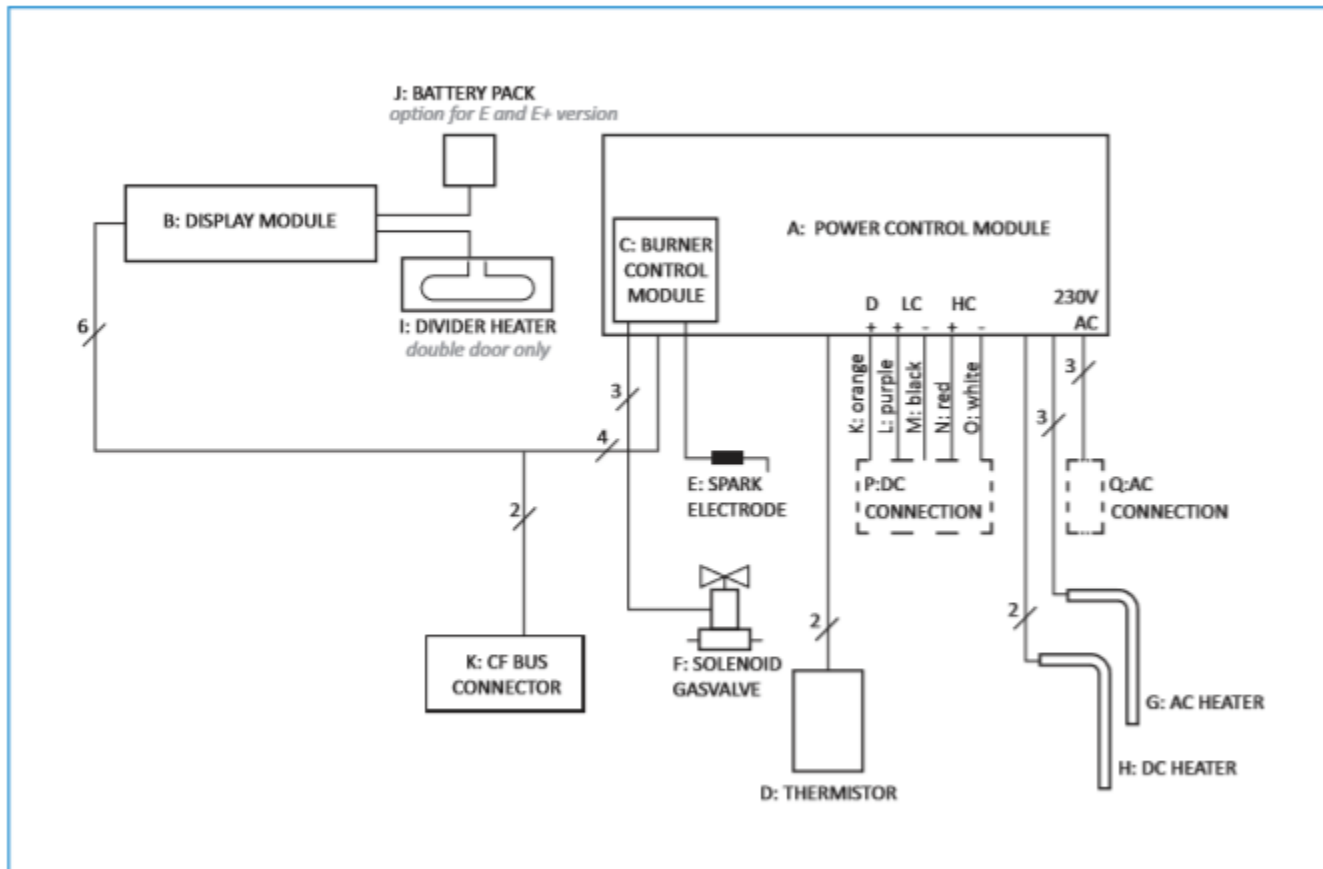 J: BATTERY PACK
option for E and E+ version
B: DISPLAY MODULE
A: POWER CONTROL MODULE
C: BURNER
CONTROL
MODULE
I: DIVIDER HEATER
double door only
D LC HC
+ + - + -
230V
AC
K: orange
L: purple
M: black
N: red
O: white
6
3
4
2
3
3
2
2
E: SPARK
ELECTRODE
P:DC
CONNECTION
Q:AC
CONNECTION
K: CF BUS
CONNECTOR
F: SOLENOID
GASVALVE
D: THERMISTOR
G: AC HEATER
H: DC HEATER